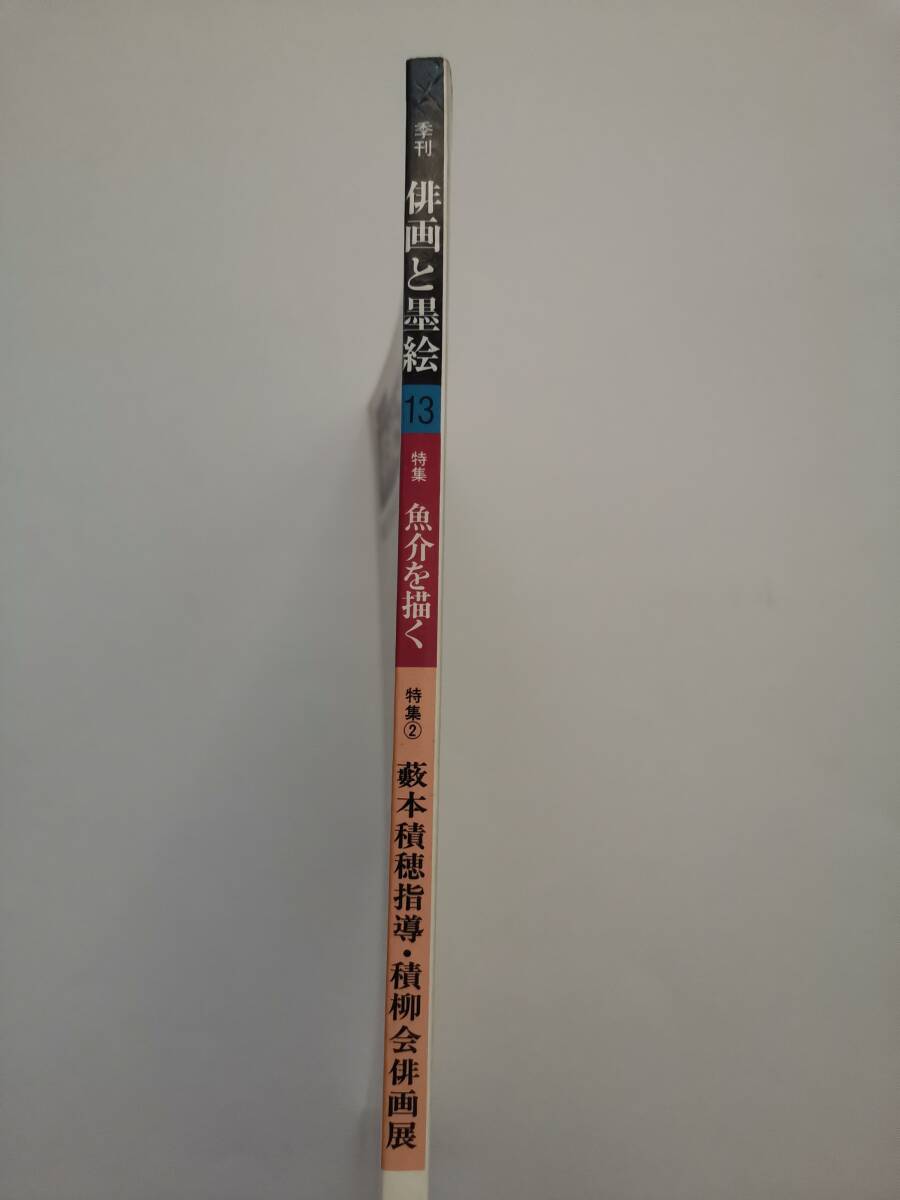 季刊
俳画と墨絵
13
特集
魚介を描く
特集②
藪本積穂指導・積柳会俳画展